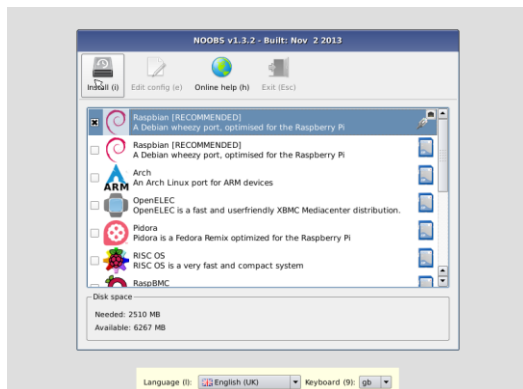 NOOBS v1.3.2 - Built: Nov 2 2013
Install (i) Edit config (e) Online help (h) Exit (Esc)
Raspbian [RECOMMENDED]
A Debian wheezy port, optimised for the Raspberry Pi
Raspbian [RECOMMENDED]
A Debian wheezy port, optimised for the Raspberry Pi
Arch
An Arch Linux port for ARM devices
ARM
OpenELEC
OpenELEC is a fast and userfriendly XBMC Mediacenter distribution.
Pidora
Pidora is a Fedora Remix optimized for the Raspberry Pi
RISC OS
RISC OS is a very fast and compact system
RaspBMC
Disk space
Needed: 2510 MB
Available: 6267 MB
Language (l): English (UK) Keyboard (9): gb